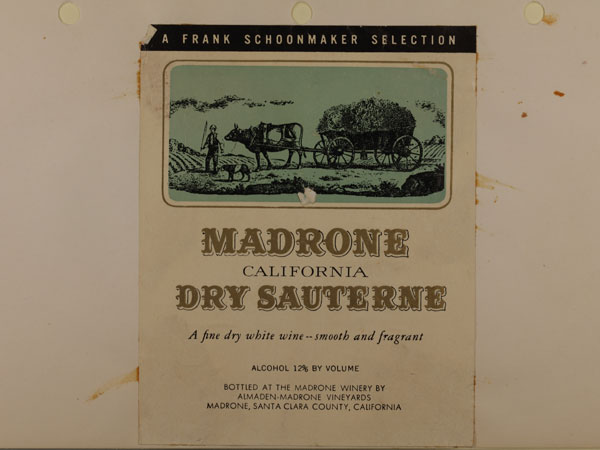 A FRANK SCHOONMAKER SELECTION
MADRONE
CALIFORNIA
DRY SAUTERNE
A fine dry white wine -- smooth and fragrant
ALCOHOL 12% BY VOLUME
BOTTLED AT THE MADRONE WINERY BY
ALMADEN-MADRONE VINEYARDS
MADRONE, SANTA CLARA COUNTY, CALIFORNIA